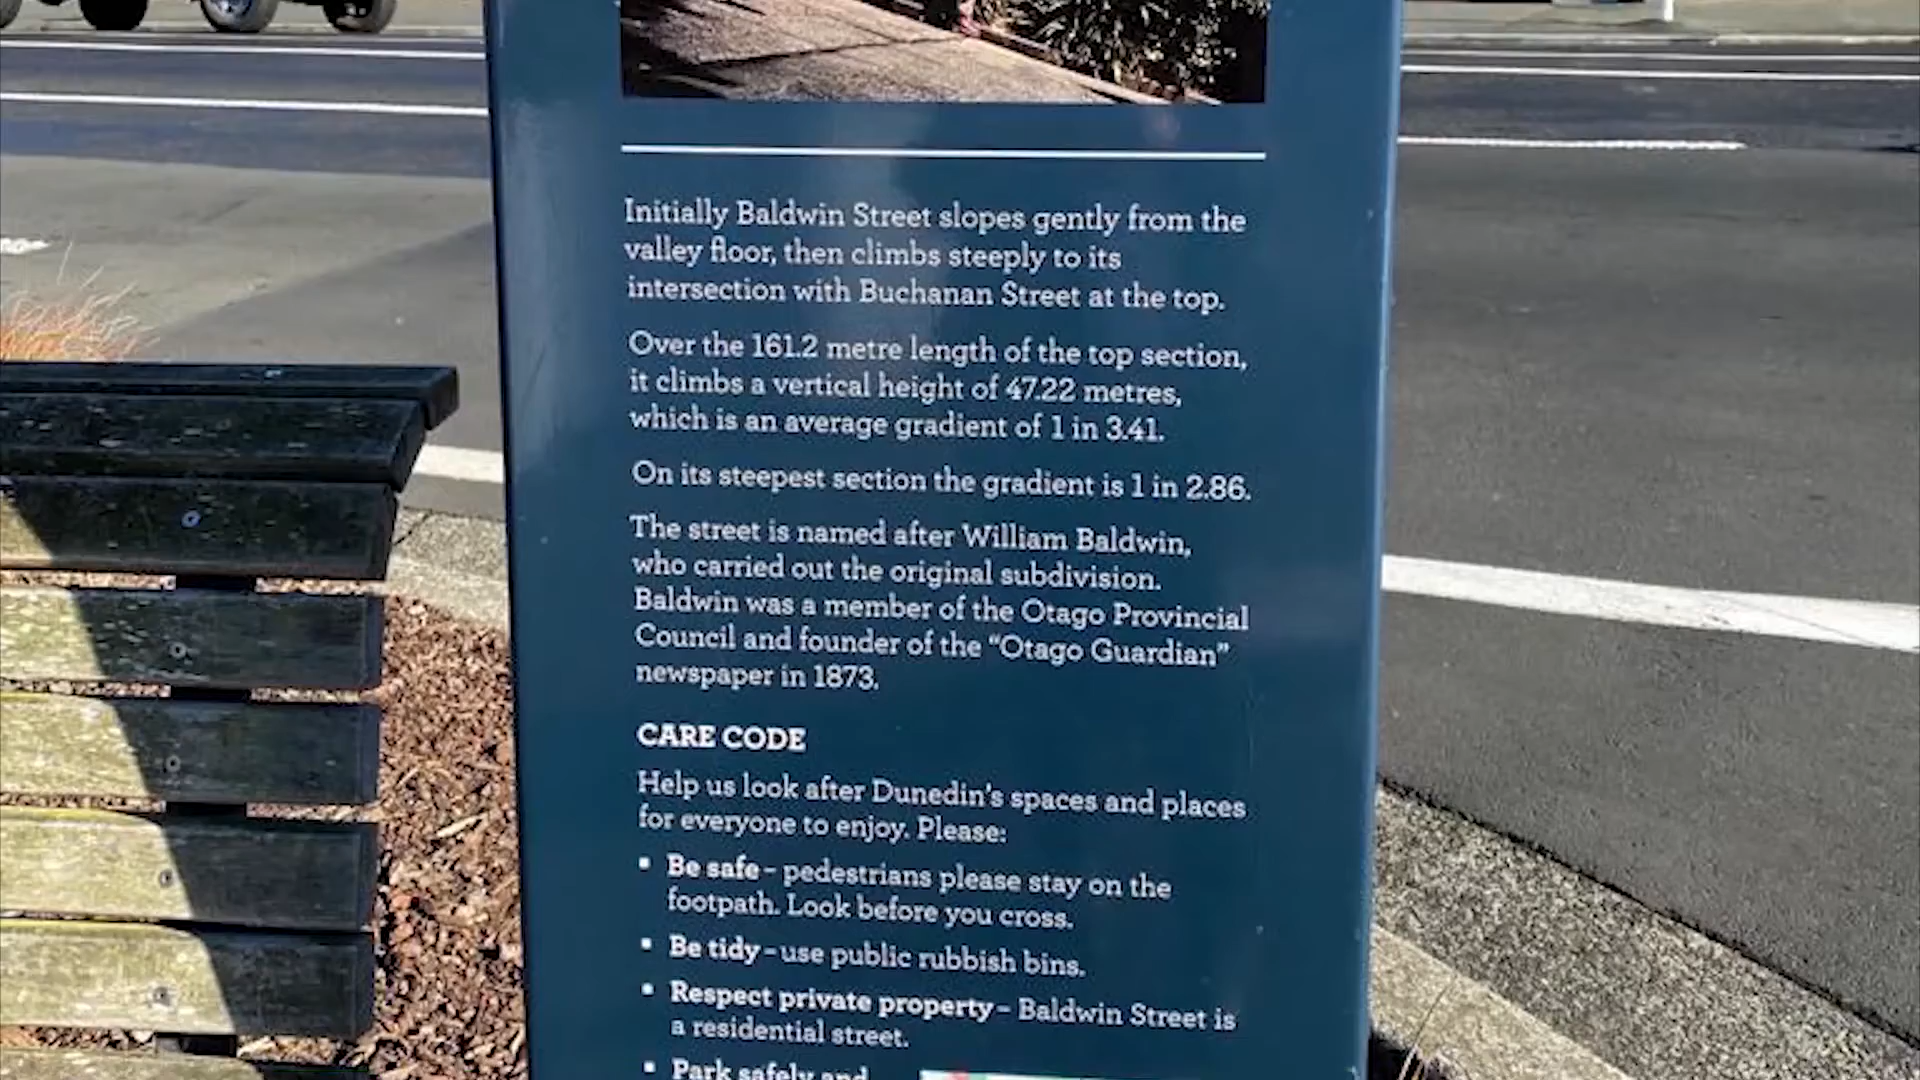 Initially Baldwin Street slopes gently from the
valley floor, then climbs steeply to its
intersection with Buchanan Street at the top.
Over the 161.2 metre length of the top section,
it climbs a vertical height of 47.22 metres,
which is an average gradient of 1 in 3.41.
On its steepest section the gradient is 1 in 2.86.
The street is named after William Baldwin,
who carried out the original subdivision.
Baldwin was a member of the Otago Provincial
Council and founder of the “Otago Guardian”
newspaper in 1873.
CARE CODE
Help us look after Dunedin's spaces and places
for everyone to enjoy. Please:
▪ Be safe – pedestrians please stay on the
footpath. Look before you cross.
▪ Be tidy – use public rubbish bins.
▪ Respect private property – Baldwin Street is
a residential street.
▪ Park safely and